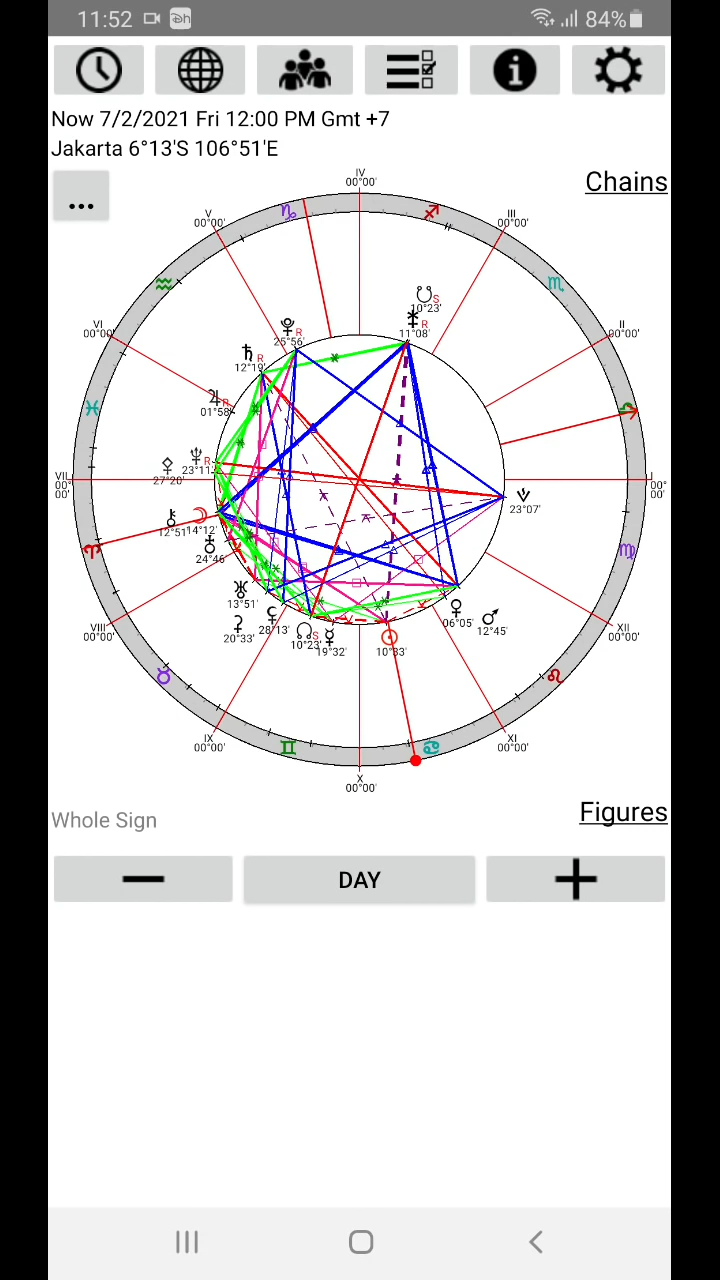 11:52 84%
Now 7/2/2021 Fri 12:00 PM Gmt +7
Jakarta 6°13'S 106°51'E
...
Chains
IV
00°00'
V
00°00'
III
00°00'
10°23' S
11°08' R
25°56' R
VI
00°00'
II
00°00'
12°19' R
01°58' R
VII
00°
00'
23°11' R
27°20'
I
00°
00'
23°07'
12°51'
14°12'
24°46'
13°51'
06°05'
12°45'
VIII
00°00'
XII
00°00'
28°13'
20°33'
10°23' S
19°32'
10°33'
IX
00°00'
XI
00°00'
X
00°00'
Whole Sign
Figures
DAY